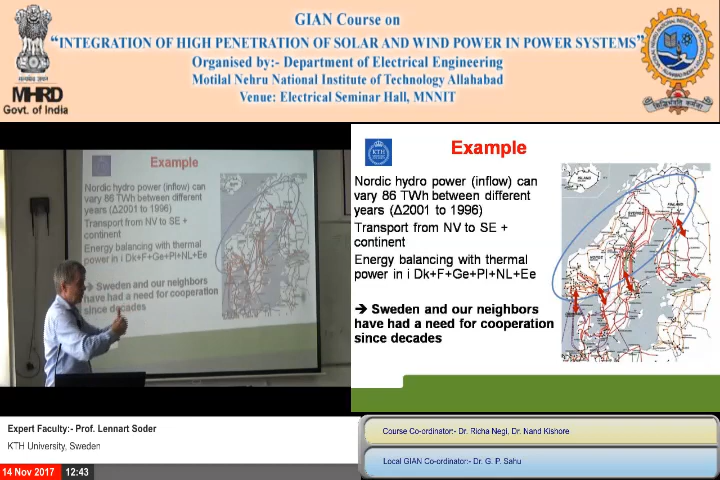 GIAN Course on
"INTEGRATION OF HIGH PENETRATION OF SOLAR AND WIND POWER IN POWER SYSTEMS"
Organised by:- Department of Electrical Engineering
Motilal Nehru National Institute of Technology Allahabad
Venue: Electrical Seminar Hall, MNNIT
MHRD
Govt. of India
Example
Nordic hydro power (inflow) can
vary 86 TWh between different
years (Δ2001 to 1996)
Transport from NV to SE +
continent
Energy balancing with thermal
power in i Dk+F+Ge+Pl+NL+Ee
➔ Sweden and our neighbors
have had a need for cooperation
since decades
KTH
Example
Nordic hydro power (inflow) can
vary 86 TWh between different
years (Δ2001 to 1996)
Transport from NV to SE +
continent
Energy balancing with thermal
power in i Dk+F+Ge+Pl+NL+Ee
➔ Sweden and our neighbors
have had a need for cooperation
since decades
Expert Faculty:- Prof. Lennart Soder
KTH University, Sweden
14 Nov 2017 12:43
Course Co-ordinator:- Dr. Richa Negi, Dr. Nand Kishore
Local GIAN Co-ordinator:- Dr. G. P. Sahu